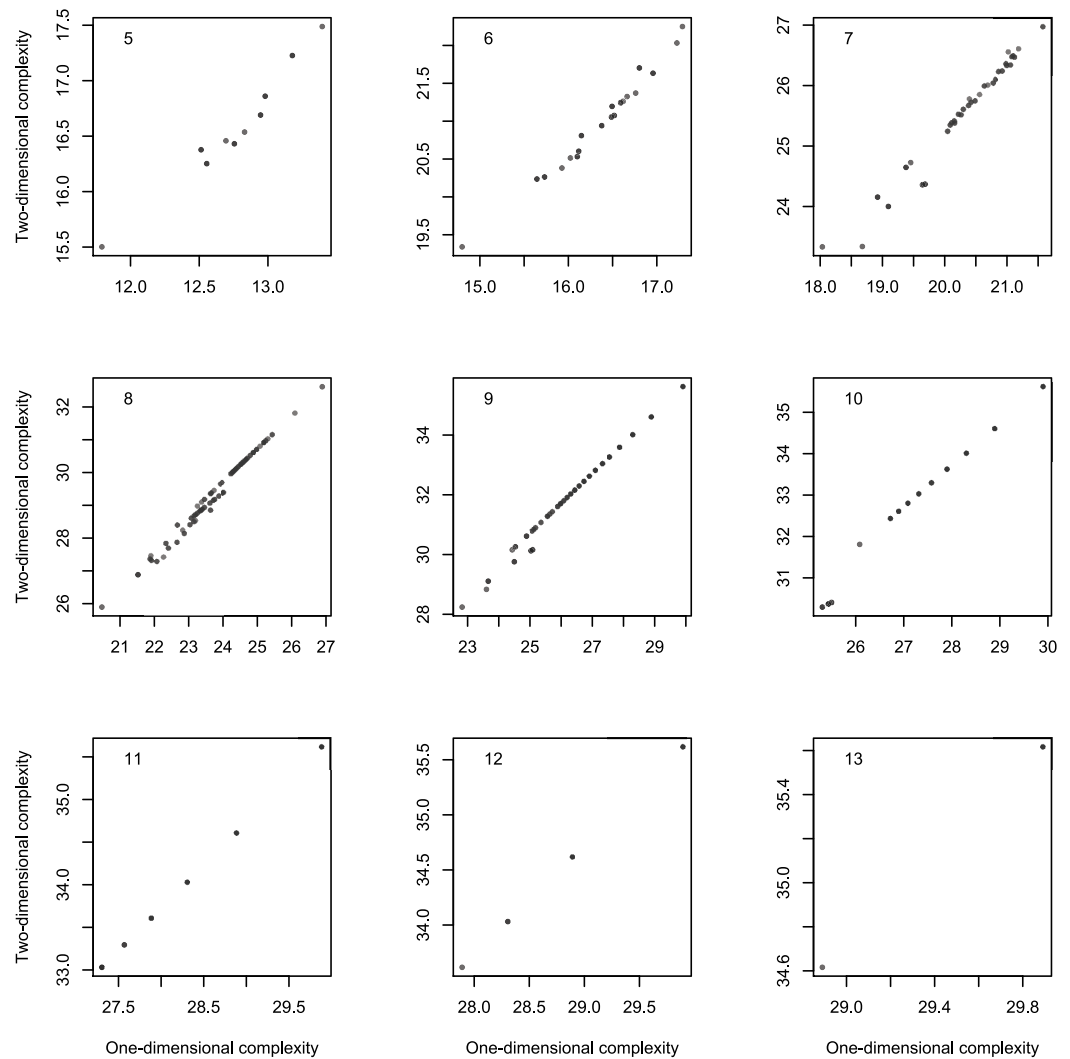 5
Two-dimensional complexity
15.5 16.0 16.5 17.0 17.5
12.0 12.5 13.0
6
19.5 20.5 21.5
15.0 16.0 17.0
7
24 25 26 27
18.0 19.0 20.0 21.0
8
Two-dimensional complexity
26 28 30 32
21 22 23 24 25 26 27
9
28 30 32 34
23 25 27 29
10
31 32 33 34 35
26 27 28 29 30
11
Two-dimensional complexity
33.0 34.0 35.0
27.5 28.5 29.5
One-dimensional complexity
12
34.0 34.5 35.0 35.5
28.0 28.5 29.0 29.5
One-dimensional complexity
13
34.6 35.0 35.4
29.0 29.4 29.8
One-dimensional complexity